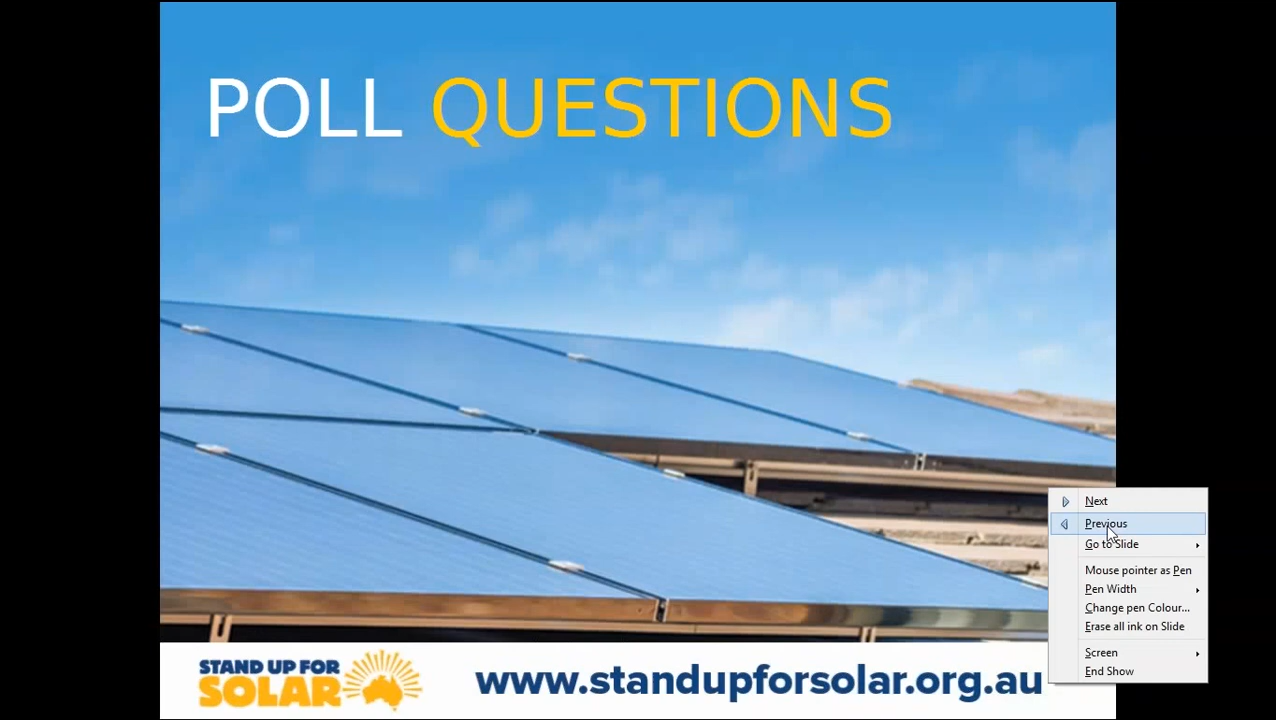 POLL QUESTIONS
Next
Previous
Go to Slide
Mouse pointer as Pen
Pen Width
Change pen Colour...
Erase all ink on Slide
Screen
End Show
STAND UP FOR
SOLAR
www.standupforsolar.org.au